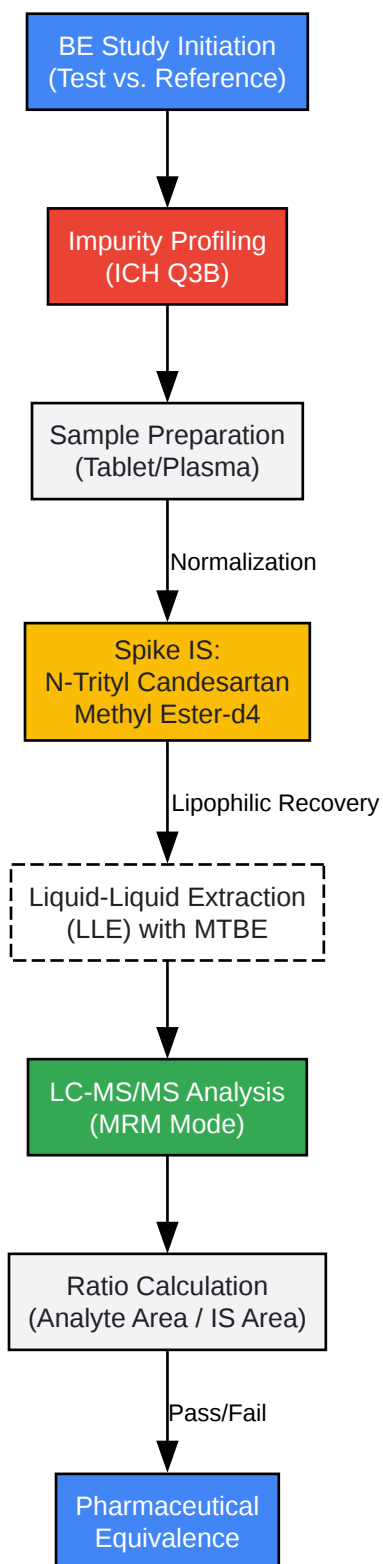 BE Study Initiation
(Test vs. Reference)
Impurity Profiling
(ICH Q3B)
Sample Preparation
(Tablet/Plasma)
Normalization
Spike IS:
N-Trityl Candesartan
Methyl Ester-d4
Lipophilic Recovery
Liquid-Liquid Extraction
(LLE) with MTBE
LC-MS/MS Analysis
(MRM Mode)
Ratio Calculation
(Analyte Area / IS Area)
Pass/Fail
Pharmaceutical
Equivalence